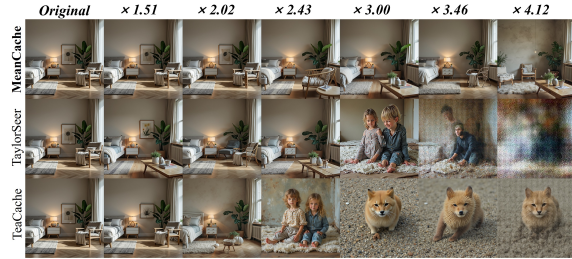 Original × 1.51 × 2.02 × 2.43 × 3.00 × 3.46 × 4.12
MeanCache
TaylorSeer
TeaCache